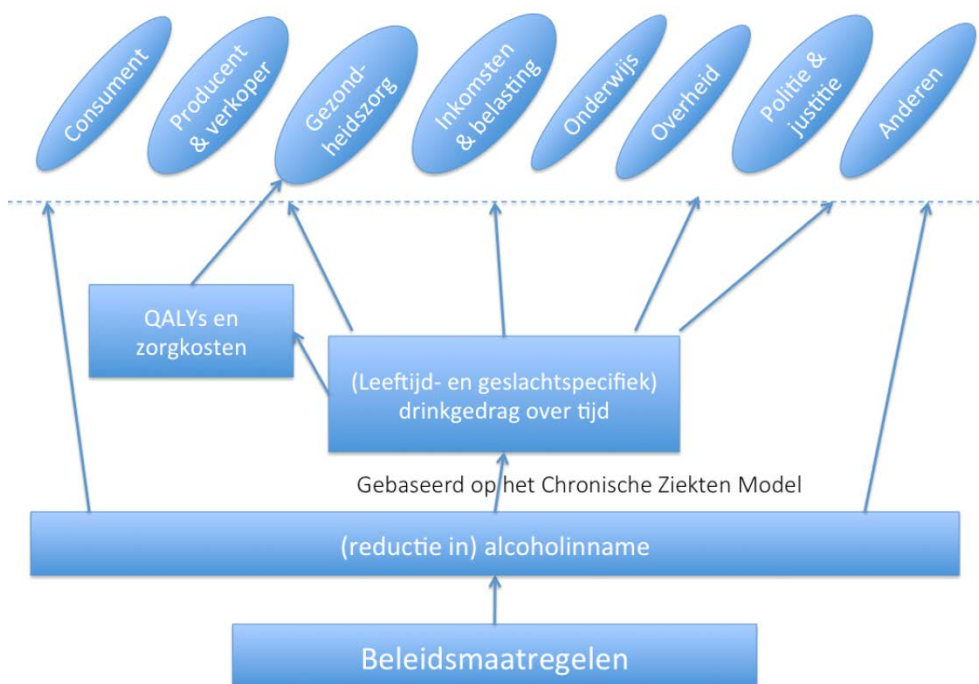 Consument
Producent
& verkoper
Gezond-
heidszorg
Inkomsten
& belasting
Onderwijs
Overheid
Politie &
justitie
Anderen
QALYs en
zorgkosten
(Leeftijd- en geslachtspecifiek)
drinkgedrag over tijd
Gebaseerd op het Chronische Ziekten Model
(reductie in) alcoholinname
Beleidsmaatregelen